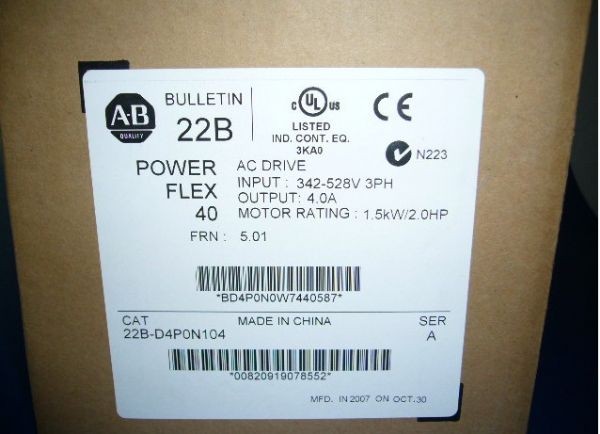 A-B
QUALITY
BULLETIN
22B
C UL US
LISTED
IND. CONT. EQ.
3KA0
CE
N223
POWER
FLEX
40
AC DRIVE
INPUT : 342-528V 3PH
OUTPUT: 4.0A
MOTOR RATING : 1.5kW/2.0HP
FRN : 5.01
*BD4P0N0W7440587*
CAT
22B-D4P0N104
MADE IN CHINA
SER
A
*00820919078552*
MFD. IN 2007 ON OCT.30